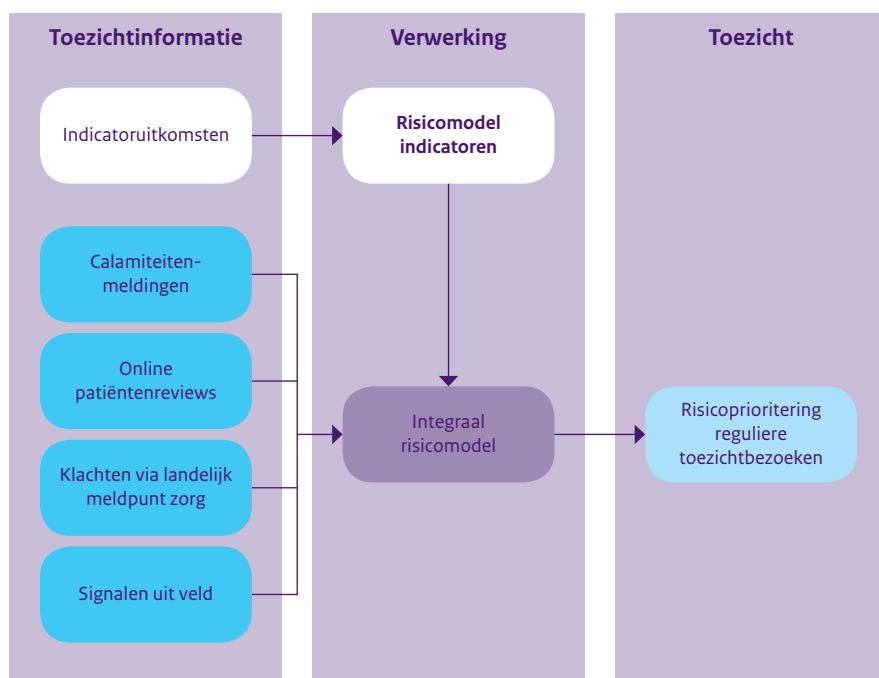 Toezichtinformatie
Verwerking
Toezicht
Indicatoruitkomsten
Risicomodel
indicatoren
Calamiteiten-
meldingen
Online
patiëntenreviews
Klachten via landelijk
meldpunt zorg
Signalen uit veld
Integraal
risicomodel
Risicoprioritering
reguliere
toezichtbezoeken